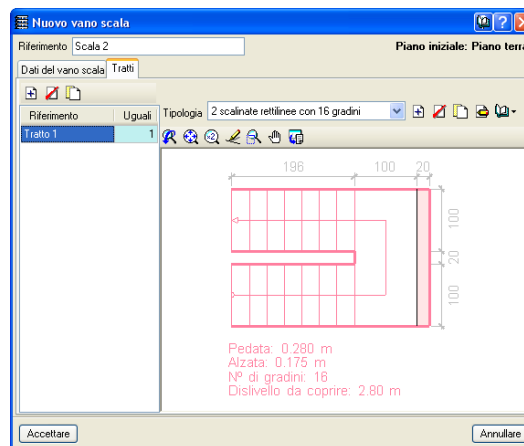 Nuovo vano scala
Riferimento Scala 2 Piano iniziale: Piano terra
Dati del vano scala Tratti
Riferimento Uguali
Tratto 1 1
Tipologia 2 scalinate rettilinee con 16 gradini
x2
196 100 20
100
20
100
Pedata: 0.280 m
Alzata: 0.175 m
Nº di gradini: 16
Dislivello da coprire: 2.80 m
Accettare Annullare